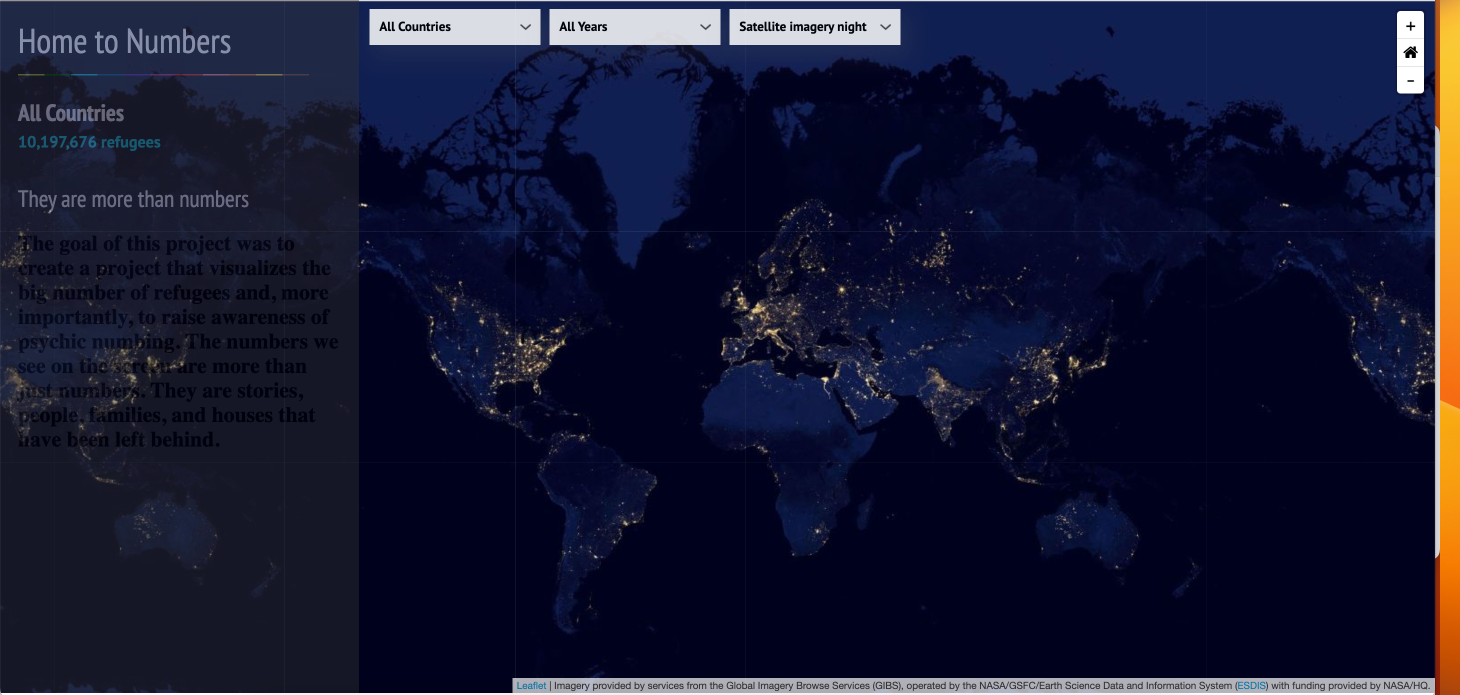 Home to Numbers
All Countries
10,197,676 refugees
They are more than numbers
The goal of this project was to
create a project that visualizes the
big number of refugees and, more
importantly, to raise awareness of
psychic numbing. The numbers we
see on the screen are more than
just numbers. They are stories,
people, families, and houses that
have been left behind.
All Countries
All Years
Satellite imagery night
+
-
Leaflet | Imagery provided by services from the Global Imagery Browse Services (GIBS), operated by the NASA/GSFC/Earth Science Data and Information System (ESDIS) with funding provided by NASA/HQ.